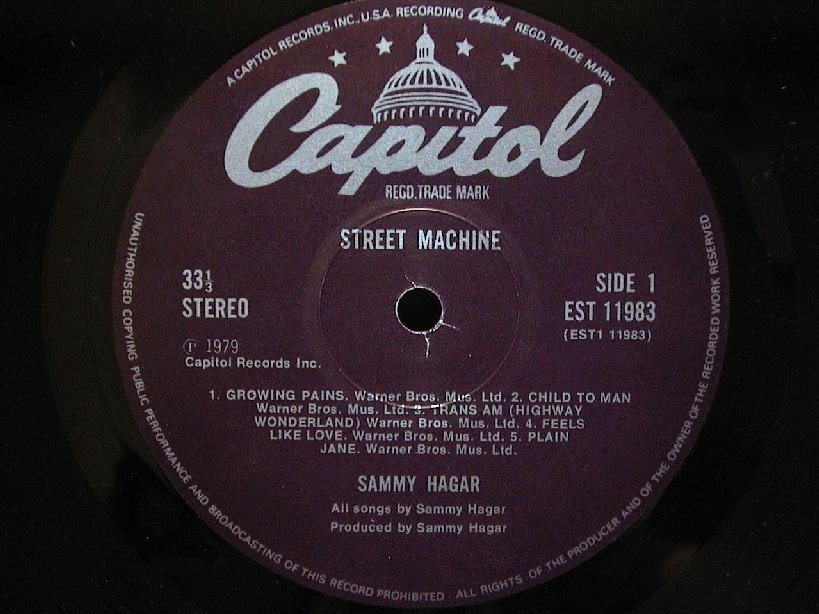 A CAPITOL RECORDS, INC., U.S.A. RECORDING Capitol REGD. TRADE MARK
Capitol
REGD. TRADE MARK
STREET MACHINE
33⅓
STEREO
SIDE 1
EST 11983
(EST1 11983)
Ⓟ 1979
Capitol Records Inc.
1. GROWING PAINS. Warner Bros. Mus. Ltd. 2. CHILD TO MAN
Warner Bros. Mus. Ltd. 3. TRANS AM (HIGHWAY
WONDERLAND) Warner Bros. Mus. Ltd. 4. FEELS
LIKE LOVE. Warner Bros. Mus. Ltd. 5. PLAIN
JANE. Warner Bros. Mus. Ltd.
SAMMY HAGAR
All songs by Sammy Hagar
Produced by Sammy Hagar
UNAUTHORISED COPYING PUBLIC PERFORMANCE AND BROADCASTING OF THIS RECORD PROHIBITED · ALL RIGHTS OF THE PRODUCER AND OF THE OWNER OF THE RECORDED WORK RESERVED